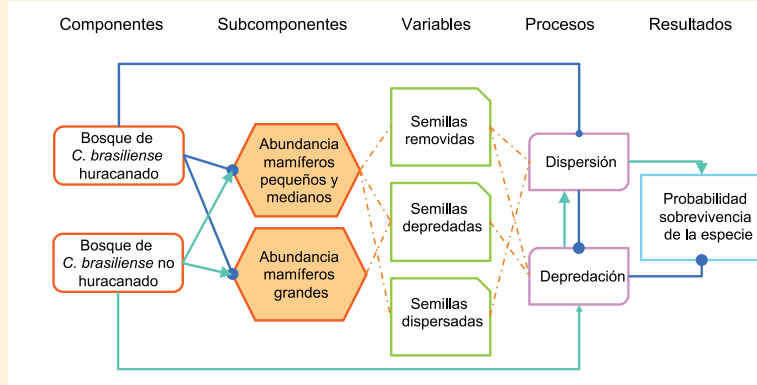 Componentes Subcomponentes Variables Procesos Resultados
Bosque de
C. brasiliense
huracanado
Bosque de
C. brasiliense no
huracanado
Abundancia
mamíferos
pequeños y
medianos
Abundancia
mamíferos
grandes
Semillas
removidas
Semillas
depredadas
Semillas
dispersadas
Dispersión
Depredación
Probabilidad
sobrevivencia
de la especie